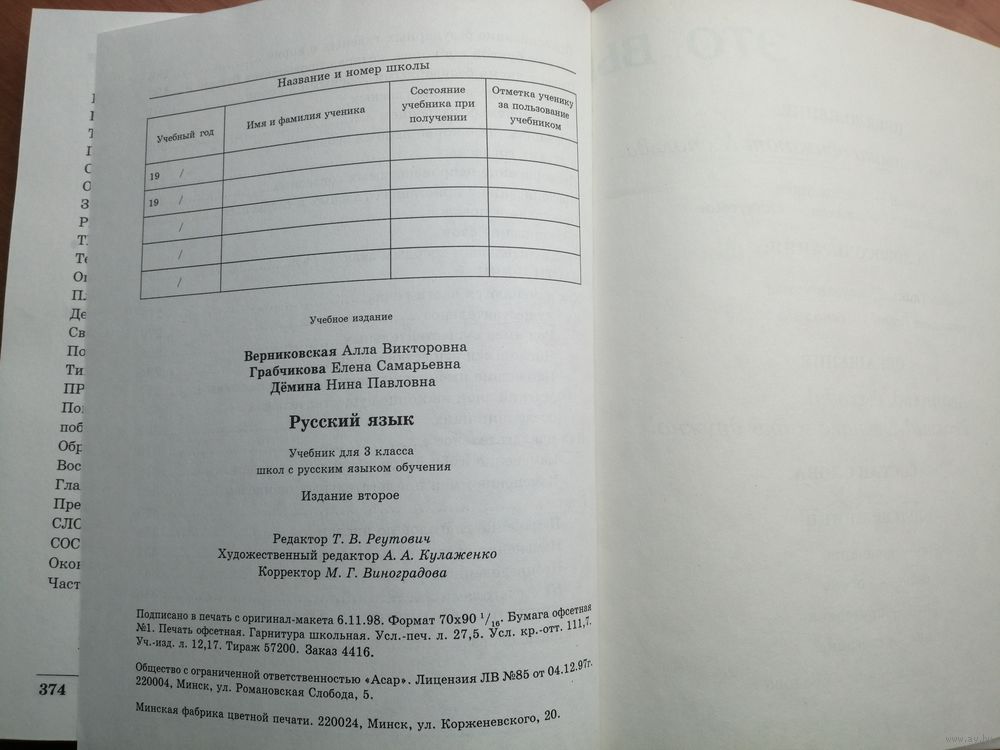 Название и номер школы
Учебный год
Имя и фамилия ученика
Состояние
учебника при
получении
Отметка ученику
за пользование
учебником
19 /
19 /
/
/
/
Учебное издание
Верниковская Алла Викторовна
Грабчикова Елена Самарьевна
Дёмина Нина Павловна
Русский язык
Учебник для 3 класса
школ с русским языком обучения
Издание второе
Редактор Т. В. Реутович
Художественный редактор А. А. Кулаженко
Корректор М. Г. Виноградова
Подписано в печать с оригинал-макета 6.11.98. Формат 70х90 1/16. Бумага офсетная
№1. Печать офсетная. Гарнитура школьная. Усл.-печ. л. 27,5. Усл. кр.-отт. 111,7.
Уч.-изд. л. 12,17. Тираж 57200. Заказ 4416.
Общество с ограниченной ответственностью «Асар». Лицензия ЛВ №85 от 04.12.97г.
220004, Минск, ул. Романовская Слобода, 5.
Минская фабрика цветной печати. 220024, Минск, ул. Корженевского, 20.
374
www.av.by